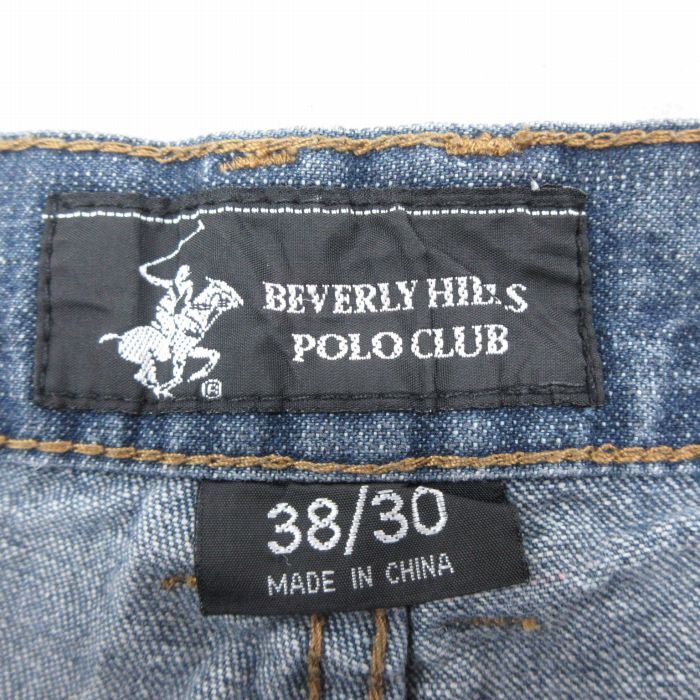 BEVERLY HILLS
POLO CLUB
®
38/30
MADE IN CHINA